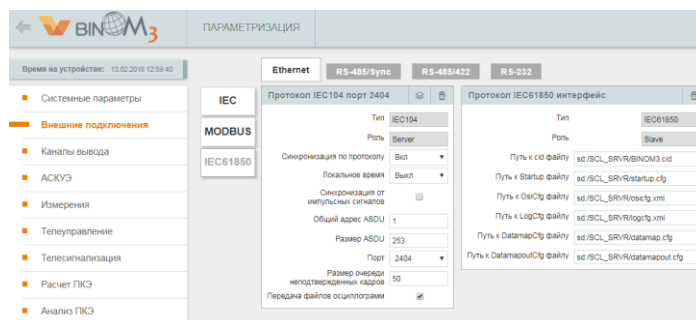 BINOM3
ПАРАМЕТРИЗАЦИЯ
Время на устройстве: 13.02.2018 12:59:40
Системные параметры
Внешние подключения
Каналы вывода
АСКУЭ
Измерения
Телеуправление
Телесигнализация
Расчет ПКЭ
Анализ ПКЭ
IEC
MODBUS
IEC61850
Ethernet
RS-485/Sync
RS-485/422
RS-232
Протокол IEC104 порт 2404
Тип IEC104
Роль Server
Синхронизация по протоколу Вкл
Локальное время Выкл
Синхронизация от
импульсных сигналов
Общий адрес ASDU 1
Размер ASDU 253
Порт 2404
Размер очереди
неподтвержденных кадров 50
Передача файлов осциллограмм
Протокол IEC61850 интерфейс
Тип IEC61850
Роль Slave
Путь к cid файлу sd:/SCL_SRVR/BINOM3.cid
Путь к Startup файлу sd:/SCL_SRVR/startup.cfg
Путь к OsiCfg файлу sd:/SCL_SRVR/osicfg.xml
Путь к LogCfg файлу sd:/SCL_SRVR/logcfg.xml
Путь к DatamapCfg файлу sd:/SCL_SRVR/datamap.cfg
Путь к DatamapoutCfg файлу sd:/SCL_SRVR/datamapout.cfg